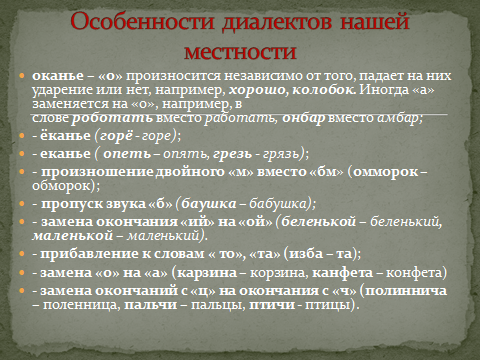 Особенности диалектов нашей
местности
оканье – «о» произносится независимо от того, падает на них
ударение или нет, например, хорошо, колобок. Иногда «а»
заменяется на «о», например, в
слове роботать вместо работать, онбар вместо амбар;
- ёканье (горё - горе);
- еканье ( опеть – опять, грезь - грязь);
- произношение двойного «м» вместо «бм» (омморок –
обморок);
- пропуск звука «б» (баушка – бабушка);
- замена окончания «ий» на «ой» (беленькой – беленький,
маленькой – маленький).
- прибавление к словам « то», «та» (изба – та);
- замена «о» на «а» (карзина – корзина, канфета – конфета)
- замена окончаний с «ц» на окончания с «ч» (полиннича
– поленница, пальчи – пальцы, птичи - птицы).